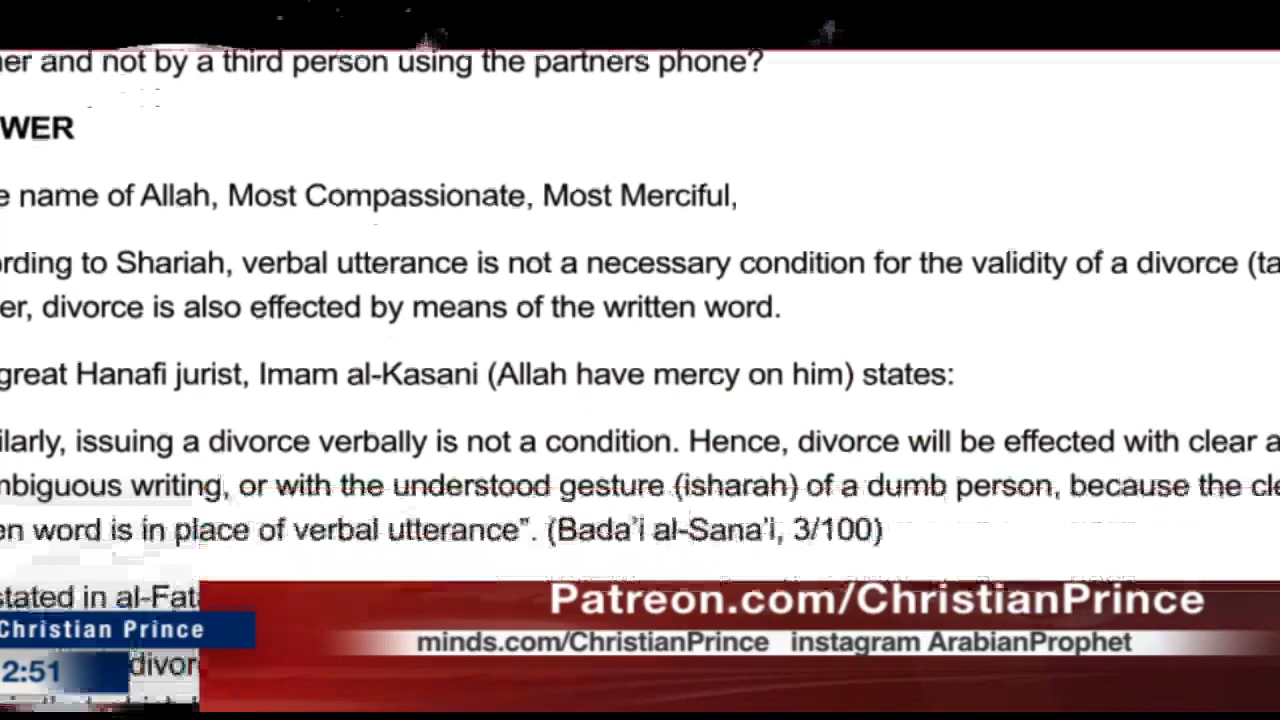 er and not by a third person using the partners phone?
WER
e name of Allah, Most Compassionate, Most Merciful,
rding to Shariah, verbal utterance is not a necessary condition for the validity of a divorce (ta
er, divorce is also effected by means of the written word.
great Hanafi jurist, Imam al-Kasani (Allah have mercy on him) states:
ilarly, issuing a divorce verbally is not a condition. Hence, divorce will be effected with clear a
mbiguous writing, or with the understood gesture (isharah) of a dumb person, because the cle
en word is in place of verbal utterance”. (Bada’i al-Sana’i, 3/100)
stated in al-Fat
Patreon.com/ChristianPrince
Christian Prince
minds.com/ChristianPrince instagram ArabianProphet
2:51
divor